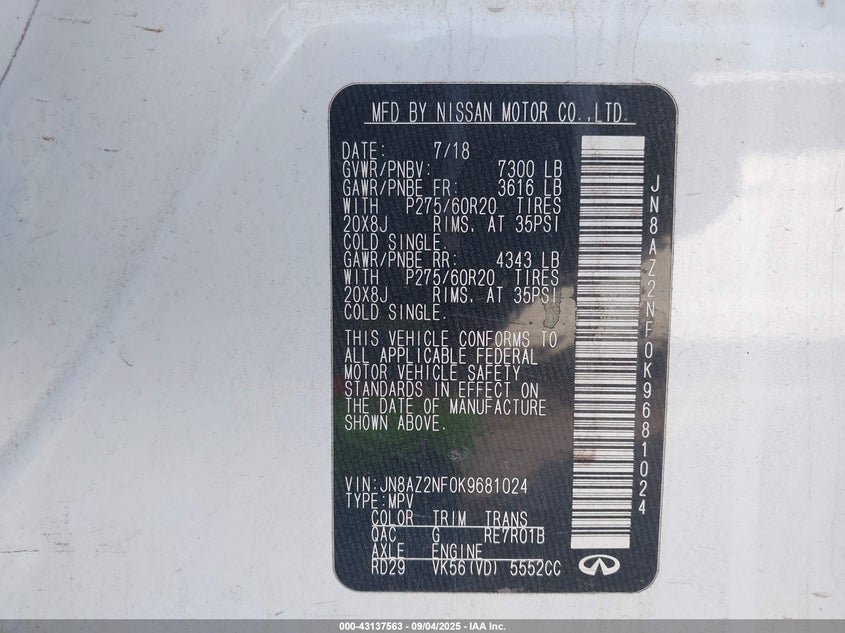 MFD BY NISSAN MOTOR CO.,LTD.
DATE: 7/18
GVWR/PNBV: 7300 LB
GAWR/PNBE FR: 3616 LB
WITH P275/60R20 TIRES
20X8J RIMS. AT 35PSI
COLD SINGLE.
GAWR/PNBE RR: 4343 LB
WITH P275/60R20 TIRES
20X8J RIMS. AT 35PSI
COLD SINGLE.
THIS VEHICLE CONFORMS TO
ALL APPLICABLE FEDERAL
MOTOR VEHICLE SAFETY
STANDARDS IN EFFECT ON
THE DATE OF MANUFACTURE
SHOWN ABOVE.
VIN:JN8AZ2NF0K9681024
TYPE:MPV
COLOR TRIM TRANS
QAC G RE7R01B
AXLE ENGINE
RD29 VK56(VD) 5552CC
JN8AZ2NF0K9681024
000-43137563 - 09/04/2025 - IAA Inc.